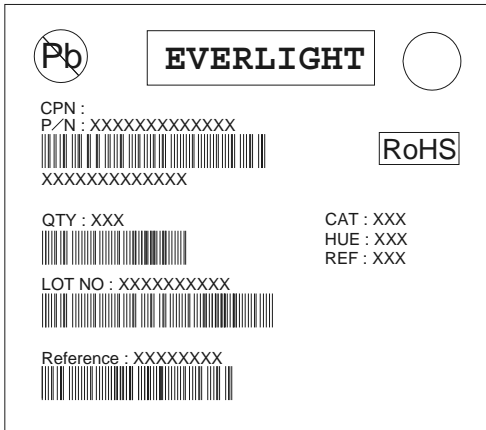 Pb
EVERLIGHT
CPN :
P/N : XXXXXXXXXXXXX
RoHS
XXXXXXXXXXXXX
QTY : XXX
CAT : XXX
HUE : XXX
REF : XXX
LOT NO : XXXXXXXXXX
Reference : XXXXXXXX